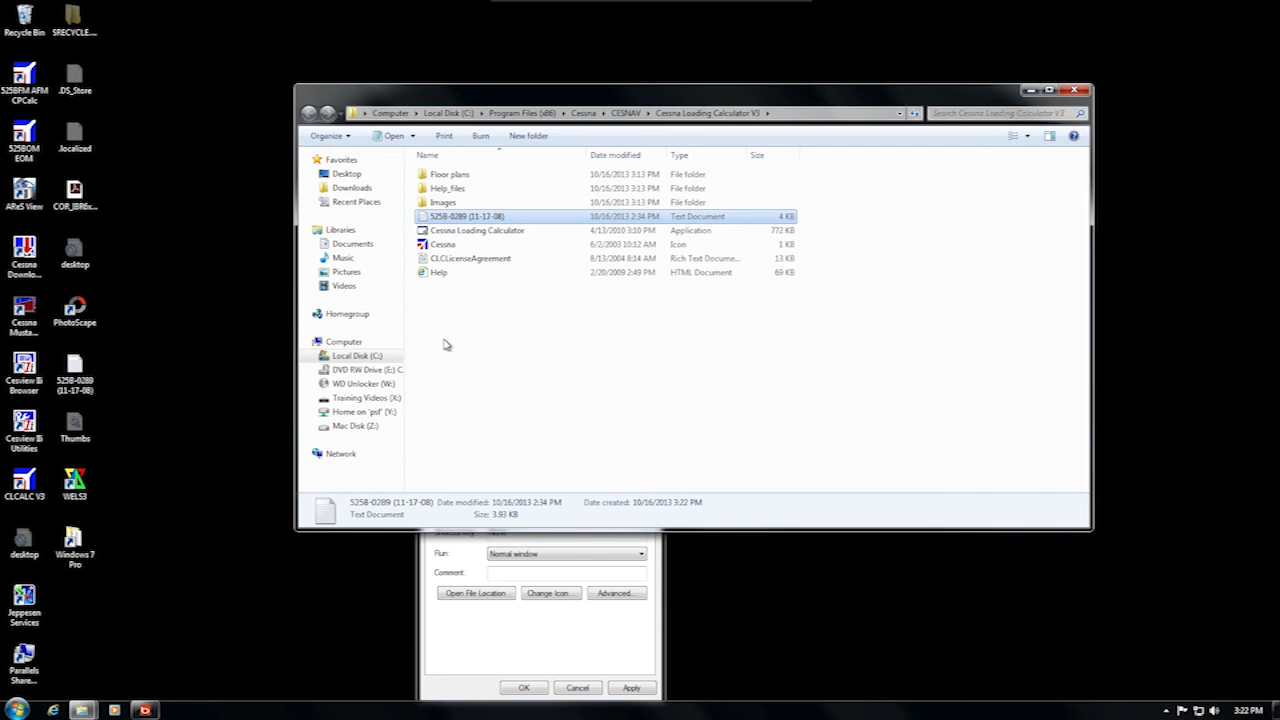 Recycle Bin
SRECYCLE....
525BFM AFM CPCalc
.DS_Store
525BOM EOM
.localized
AReS View
COR_IBR6x...
Cessna Downlo...
desktop
Cessna Musta...
PhotoScape
Cesview IIi Browser
525B-0289 (11-17-08)
Cesview IIi Utilities
Thumbs
CLCALC V3
WELS3
desktop
Windows 7 Pro
Jeppesen Services
Parallels Share...
Computer Local Disk (C:) Program Files (x86) Cessna CESNAV Cessna Loading Calculator V3
Search Cessna Loading Calculator V3
Organize Open Print Burn New folder
Name Date modified Type Size
Floor plans 10/16/2013 3:13 PM File folder
Help_files 10/16/2013 3:13 PM File folder
Images 10/16/2013 3:13 PM File folder
525B-0289 (11-17-08) 10/16/2013 2:34 PM Text Document 4 KB
Cessna Loading Calculator 4/13/2010 3:10 PM Application 772 KB
Cessna 6/2/2003 10:12 AM Icon 1 KB
CLCLicenseAgreement 8/13/2004 8:14 AM Rich Text Docume... 13 KB
Help 2/20/2009 2:49 PM HTML Document 69 KB
Favorites
Desktop
Downloads
Recent Places
Libraries
Documents
Music
Pictures
Videos
Homegroup
Computer
Local Disk (C:)
DVD RW Drive (E:) C
WD Unlocker (W:)
Training Videos (X:)
Home on 'psf' (Y:)
Mac Disk (Z:)
Network
525B-0289 (11-17-08) Date modified: 10/16/2013 2:34 PM Date created: 10/16/2013 3:22 PM
Text Document Size: 3.93 KB
Run: Normal window
Comment:
Open File Location Change Icon... Advanced...
OK Cancel Apply
3:22 PM